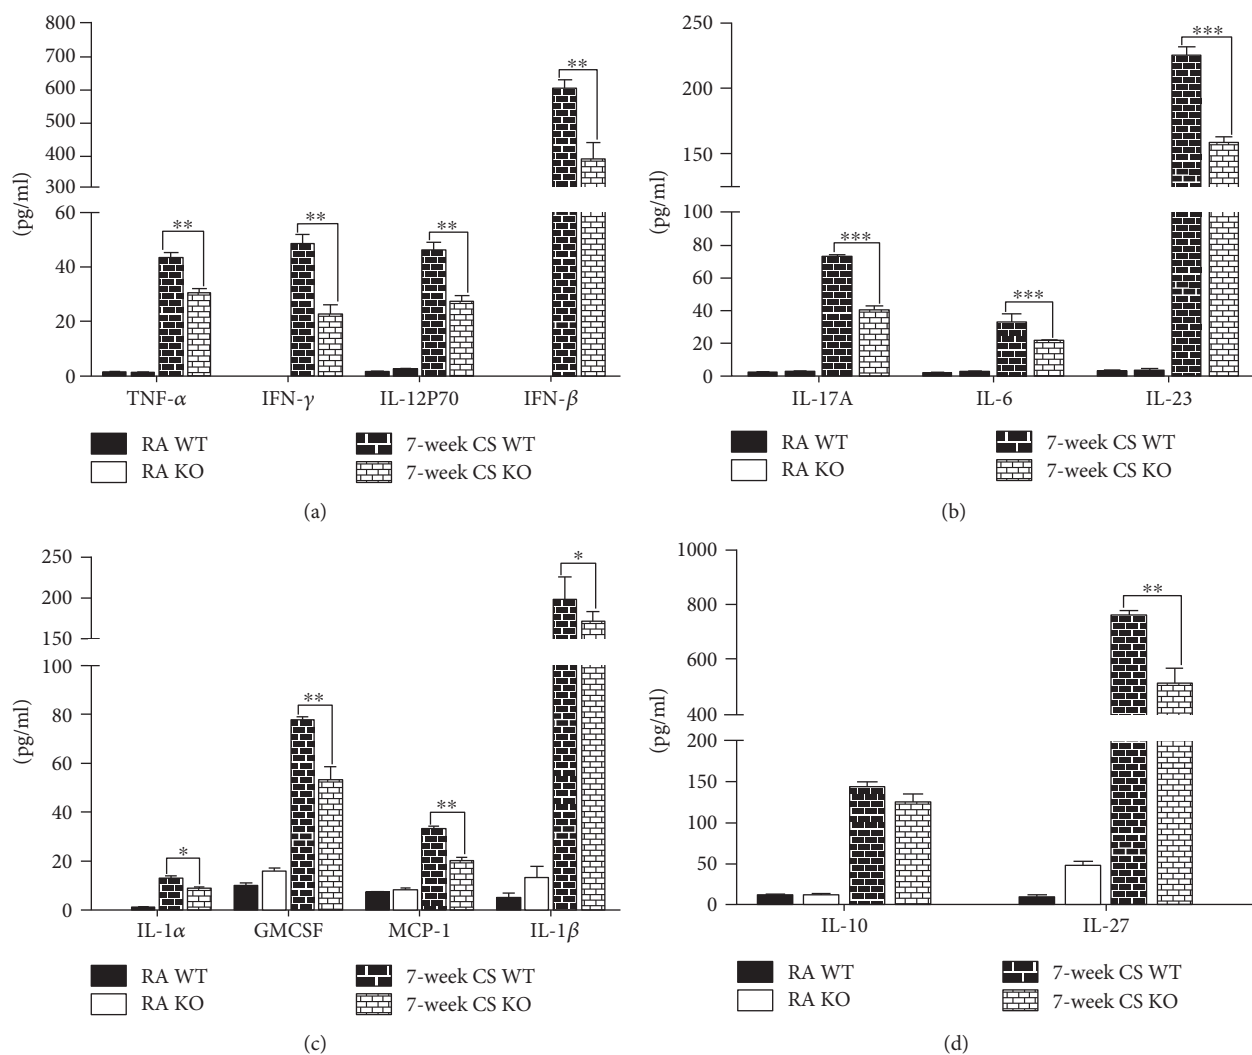 800
700
600
500
400
300
60
40
20
0
(pg/ml)
**
**
**
**
TNF-α IFN-γ IL-12P70 IFN-β
RA WT 7-week CS WT
RA KO 7-week CS KO
(a)
250
200
150
100
80
60
40
20
0
(pg/ml)
***
***
***
IL-17A IL-6 IL-23
RA WT 7-week CS WT
RA KO 7-week CS KO
(b)
250
200
150
100
80
60
40
20
0
(pg/ml)
*
**
**
*
IL-1α GMCSF MCP-1 IL-1β
RA WT 7-week CS WT
RA KO 7-week CS KO
(c)
1000
800
600
400
200
150
100
50
0
(pg/ml)
**
IL-10 IL-27
RA WT 7-week CS WT
RA KO 7-week CS KO
(d)